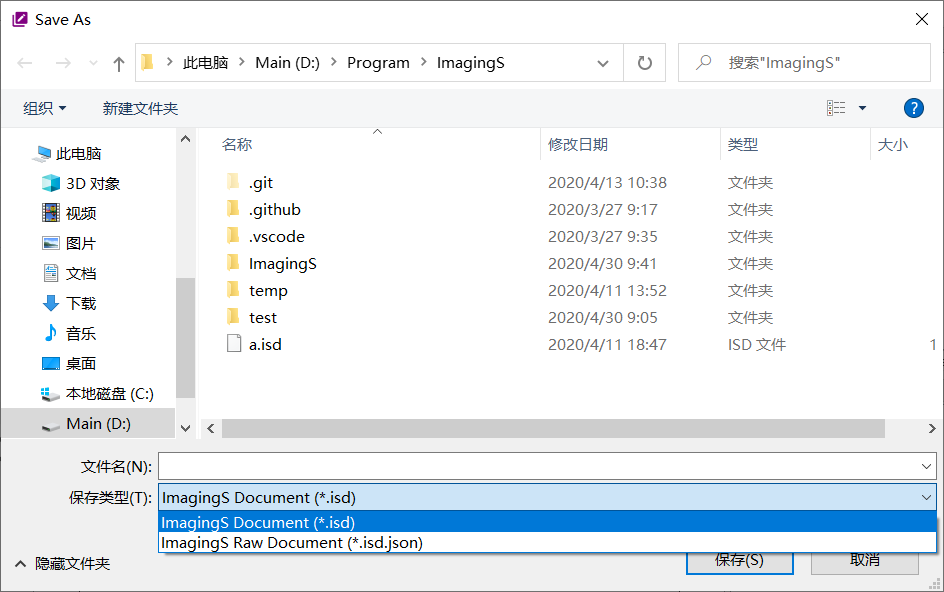 Save As
此电脑 > Main (D:) > Program > ImagingS
搜索"ImagingS"
组织
新建文件夹
?
此电脑
3D 对象
视频
图片
文档
下载
音乐
桌面
本地磁盘 (C:)
Main (D:)
名称 修改日期 类型 大小
.git 2020/4/13 10:38 文件夹
.github 2020/3/27 9:17 文件夹
.vscode 2020/3/27 9:35 文件夹
ImagingS 2020/4/30 9:41 文件夹
temp 2020/4/11 13:52 文件夹
test 2020/4/30 9:05 文件夹
a.isd 2020/4/11 18:47 ISD 文件 1
文件名(N):
保存类型(T): ImagingS Document (*.isd)
ImagingS Document (*.isd)
ImagingS Raw Document (*.isd.json)
隐藏文件夹
保存(S)
取消